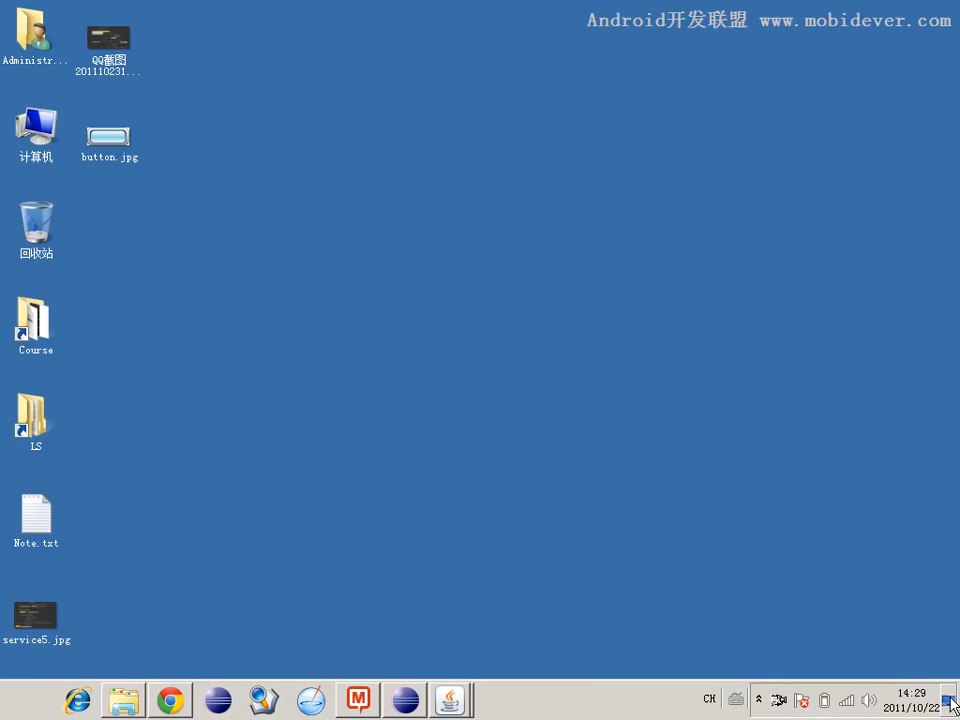 Android开发联盟 www.mobidever.com
Administr...
QQ截图
201110231...
计算机
button.jpg
回收站
Course
LS
Note.txt
service5.jpg
CH
14:29
2011/10/22